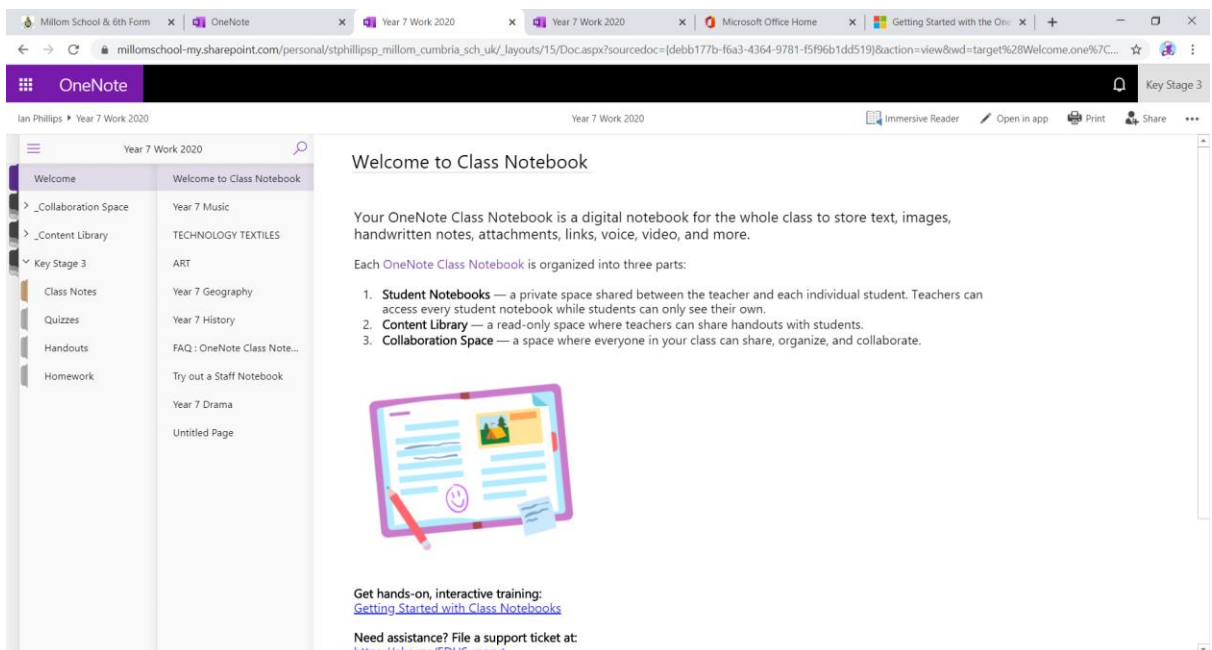 Millom School & 6th Form
OneNote
Year 7 Work 2020
Year 7 Work 2020
Microsoft Office Home
Getting Started with the One
millomschool-my.sharepoint.com/personal/stphillipsp_millom_cumbria_sch_uk/_layouts/15/Doc.aspx?sourcedoc={debb177b-f6a3-4364-9781-f5f96b1dd519}&action=view&wd=target%28Welcome.one%7C...
OneNote
Key Stage 3
Ian Phillips Year 7 Work 2020
Year 7 Work 2020
Immersive Reader
Open in app
Print
Share
Year 7 Work 2020
Welcome
_Collaboration Space
_Content Library
Key Stage 3
Class Notes
Quizzes
Handouts
Homework
Welcome to Class Notebook
Year 7 Music
TECHNOLOGY TEXTILES
ART
Year 7 Geography
Year 7 History
FAQ : OneNote Class Note...
Try out a Staff Notebook
Year 7 Drama
Untitled Page
Welcome to Class Notebook
Your OneNote Class Notebook is a digital notebook for the whole class to store text, images,
handwritten notes, attachments, links, voice, video, and more.
Each OneNote Class Notebook is organized into three parts:
1. Student Notebooks — a private space shared between the teacher and each individual student. Teachers can
access every student notebook while students can only see their own.
2. Content Library — a read-only space where teachers can share handouts with students.
3. Collaboration Space — a space where everyone in your class can share, organize, and collaborate.
Get hands-on, interactive training:
Getting Started with Class Notebooks
Need assistance? File a support ticket at: